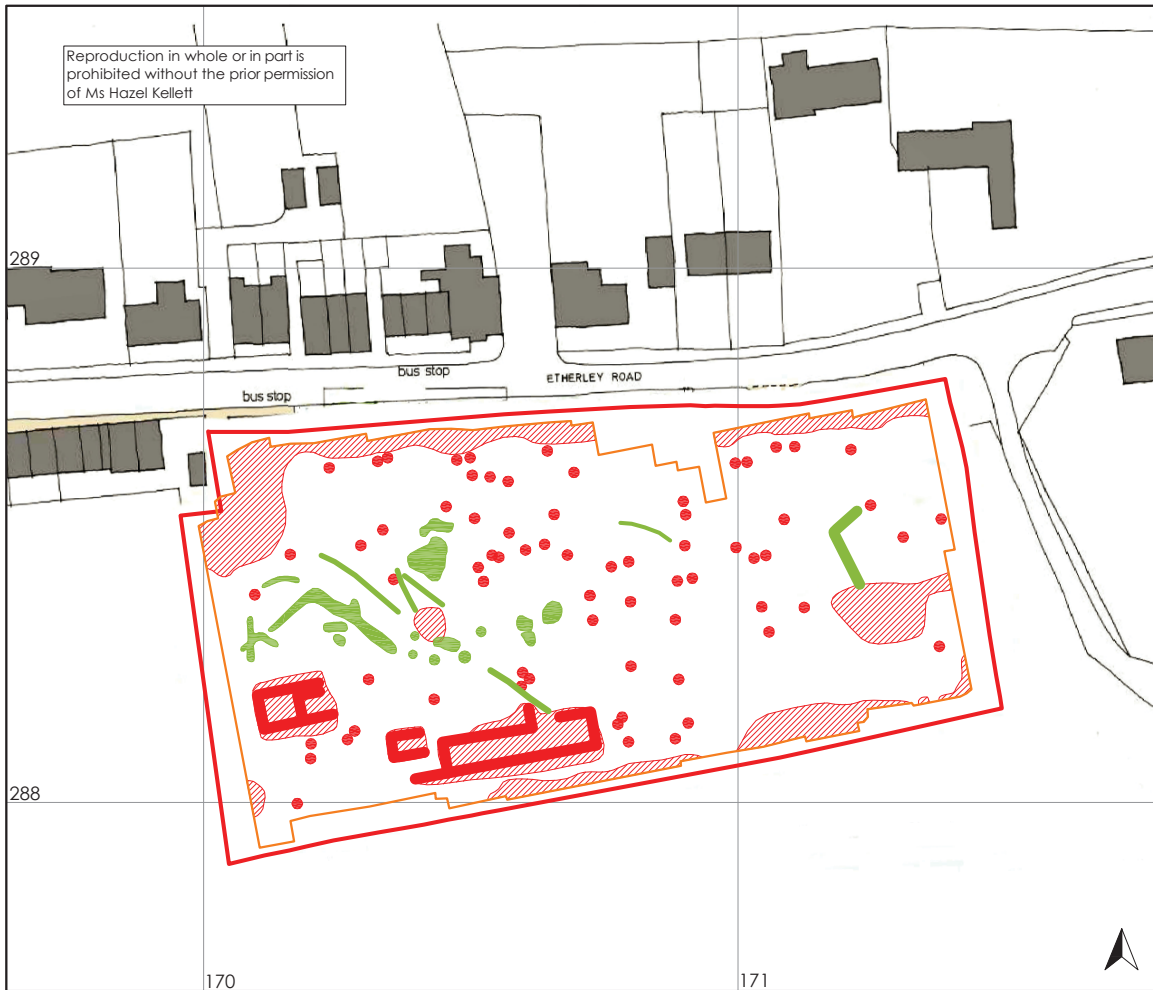 Reproduction in whole or in part is
prohibited without the prior permission
of Ms Hazel Kellett
289
bus stop
ETHERLEY ROAD
bus stop
288
170
171